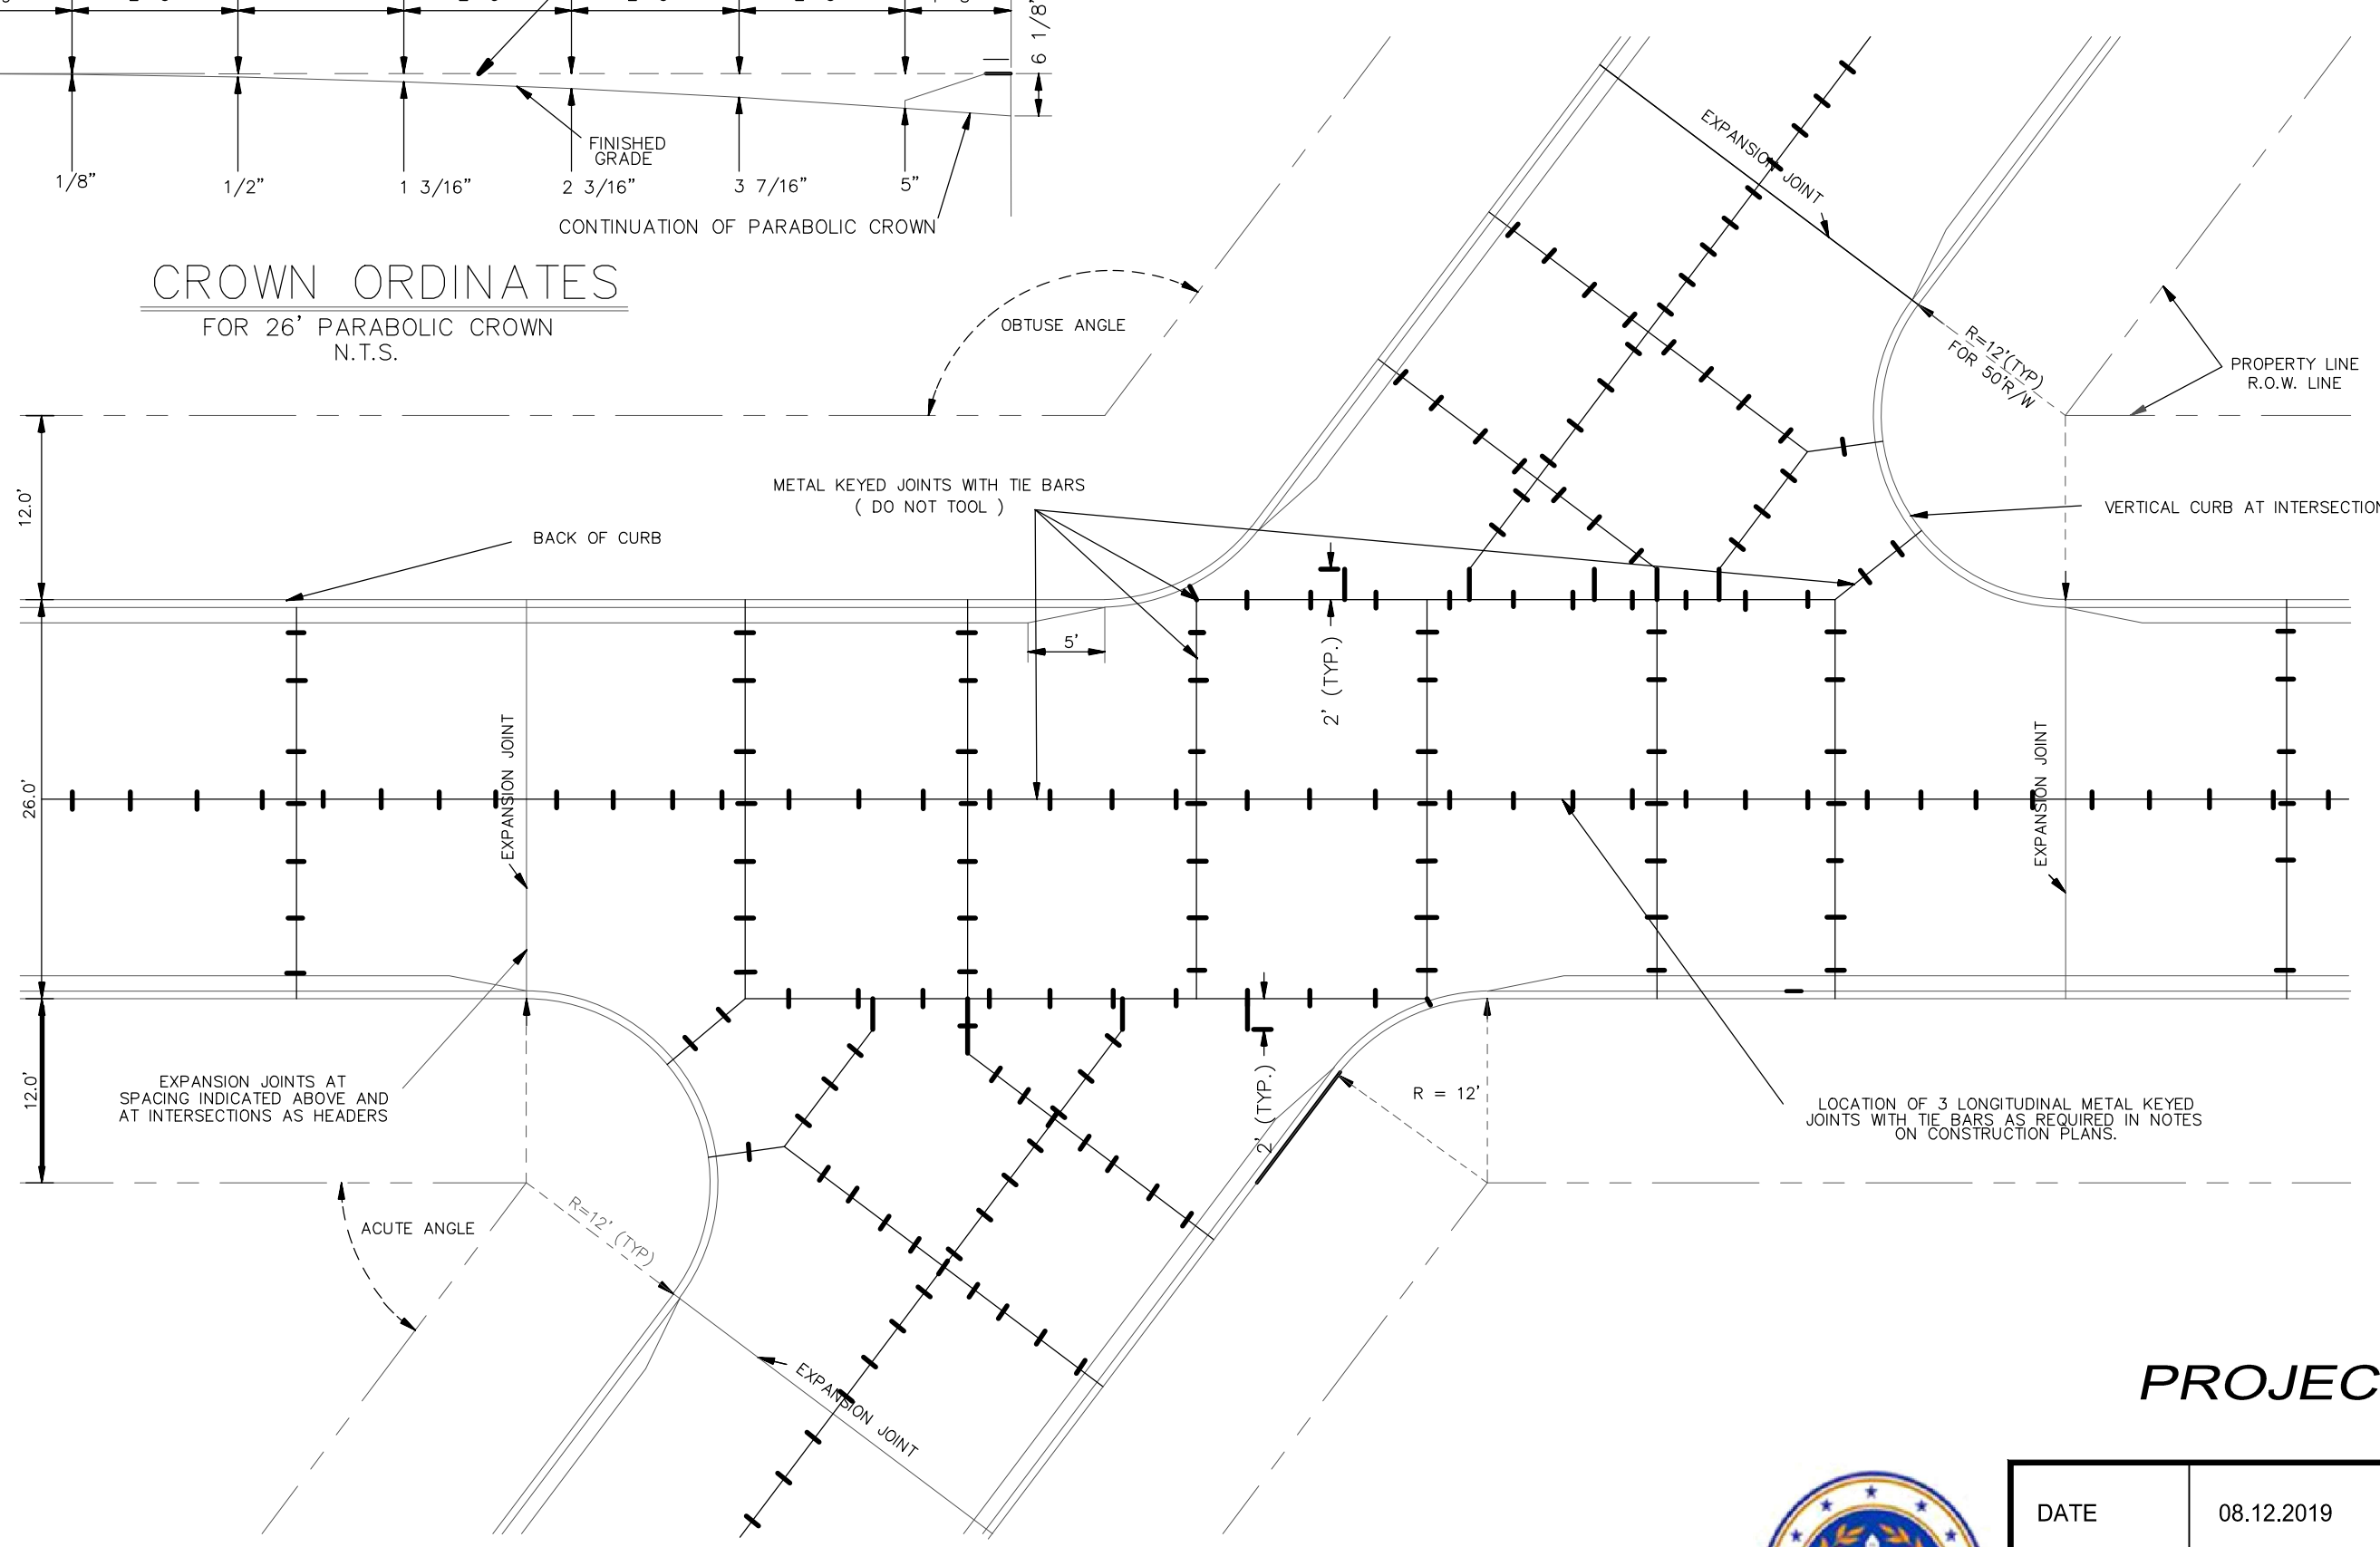 6 1/8"
FINISHED
GRADE
1/8"
1/2"
1 3/16"
2 3/16"
3 7/16"
5"
CONTINUATION OF PARABOLIC CROWN
CROWN ORDINATES
FOR 26' PARABOLIC CROWN
N.T.S.
EXPANSION JOINT
OBTUSE ANGLE
R=12'(TYP)
FOR 50'R/W
PROPERTY LINE
R.O.W. LINE
12.0'
METAL KEYED JOINTS WITH TIE BARS
( DO NOT TOOL )
BACK OF CURB
VERTICAL CURB AT INTERSECTION
5'
2' (TYP.)
EXPANSION JOINT
EXPANSION JOINT
26.0'
12.0'
EXPANSION JOINTS AT
SPACING INDICATED ABOVE AND
AT INTERSECTIONS AS HEADERS
2' (TYP.)
R = 12'
LOCATION OF 3 LONGITUDINAL METAL KEYED
JOINTS WITH TIE BARS AS REQUIRED IN NOTES
ON CONSTRUCTION PLANS.
ACUTE ANGLE
R=12' (TYP)
EXPANSION JOINT
PROJEC
DATE
08.12.2019